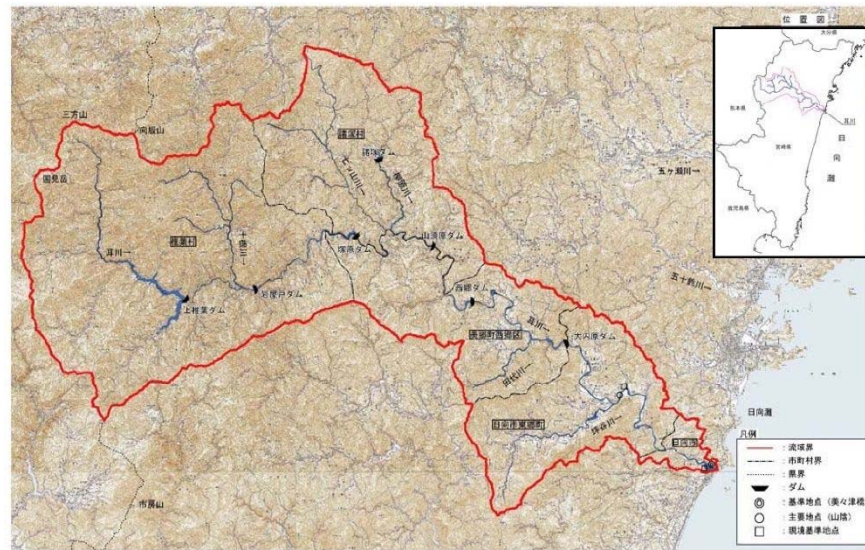 位置図
大分県
熊本県
宮崎県
鹿児島県
耳川
日向灘
三方山
向坂山
国見岳
諸塚村
諸塚ダム
七ツ山川→
柳原川→
五ヶ瀬川→
椎葉村
十根川→
耳川→
塚原ダム
山須原ダム
岩屋戸ダム
上椎葉ダム
西郷ダム
五十鈴川→
美郷町西郷区
耳川→
大内原ダム
田代川→
日向市東郷町
坪谷川→
日向市
日向灘
市房山
凡例
:流域界
:市町村界
:県界
:ダム
:基準地点(美々津橋
:主要地点(山陰)
:環境基準地点